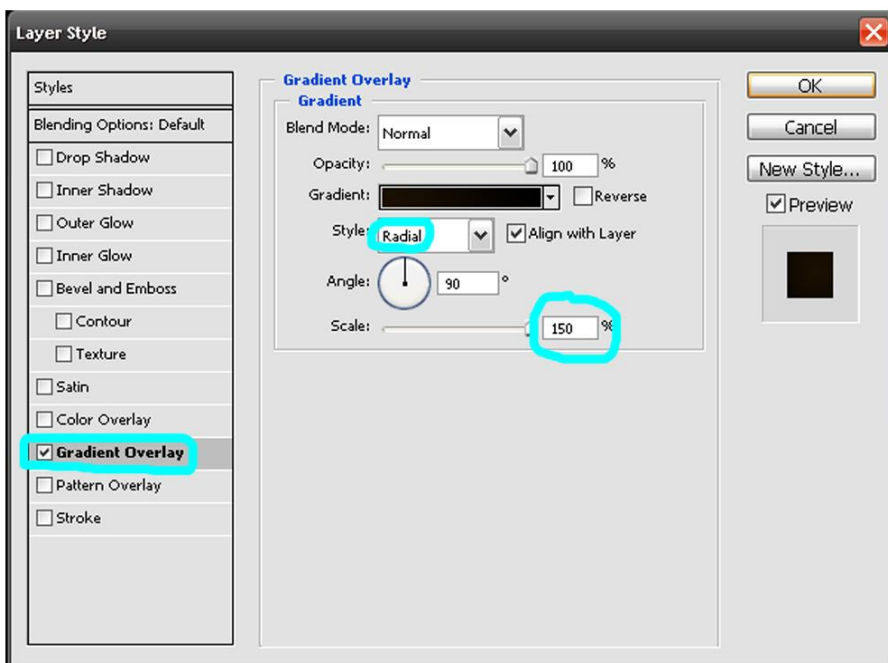 Layer Style
Styles
Blending Options: Default
Drop Shadow
Inner Shadow
Outer Glow
Inner Glow
Bevel and Emboss
Contour
Texture
Satin
Color Overlay
Gradient Overlay
Pattern Overlay
Stroke
Gradient Overlay
Gradient
Blend Mode: Normal
Opacity: 100 %
Gradient: Reverse
Style: Radial Align with Layer
Angle: 90 °
Scale: 150 %
OK
Cancel
New Style...
Preview